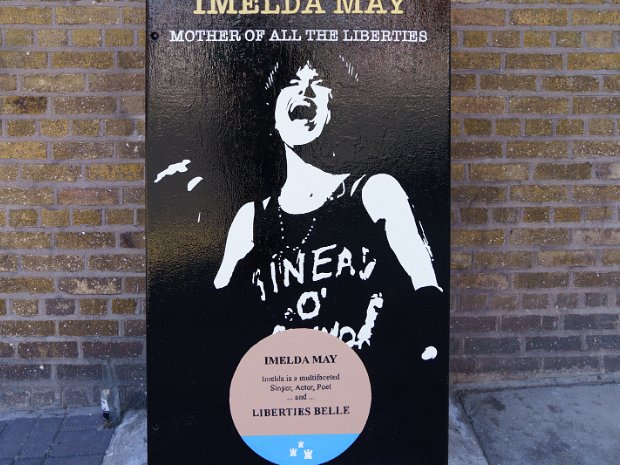 IMELDA MAY
MOTHER OF ALL THE LIBERTIES
SINEAD
O'
IMELDA MAY
Imelda is a multifaceted
Singer, Actor, Poet
... and ...
LIBERTIES BELLE